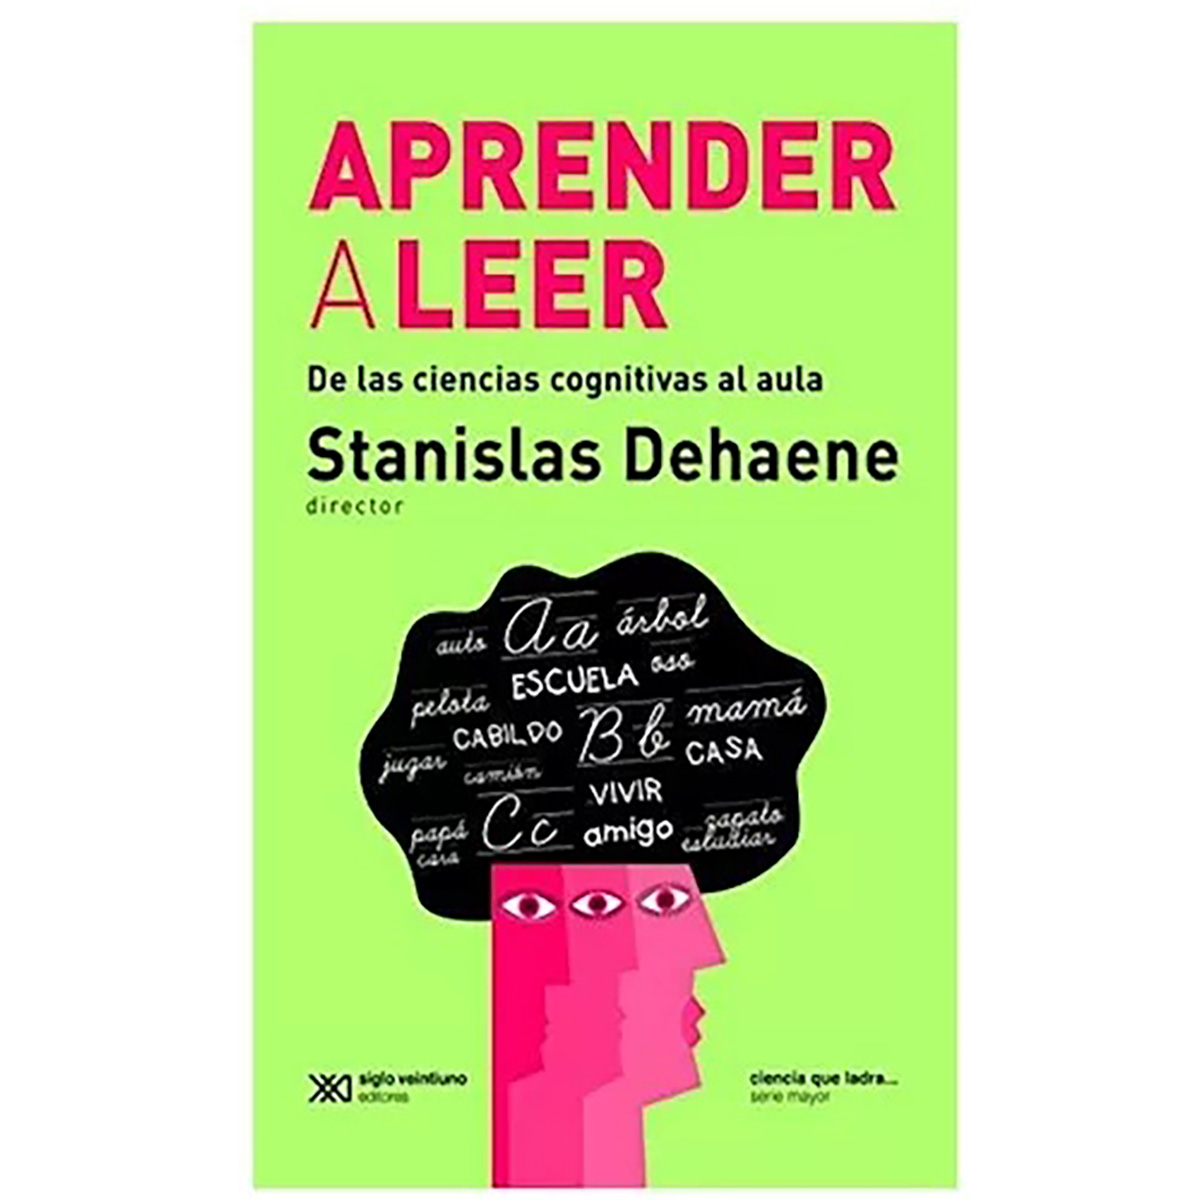 APRENDER
A LEER
De las ciencias cognitivas al aula
Stanislas Dehaene
director
auto Aa árbol
ESCUELA oso
pelota Bb mamá
CABILDO CASA
jugar camión
VIVIR
papá Cc amigo zapato
cara estudiar
siglo veintiuno
editores
ciencia que ladra...
serie mayor